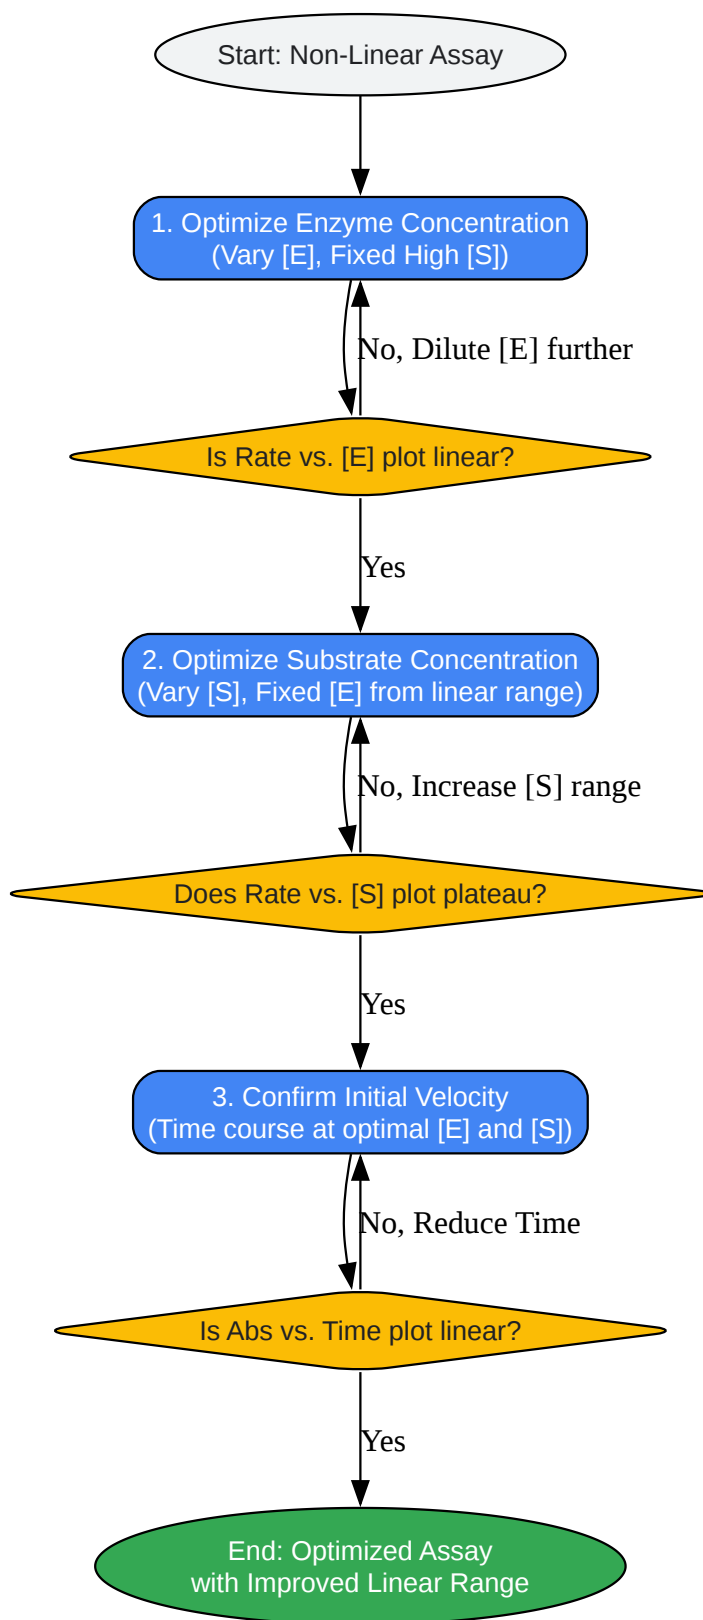 Start: Non-Linear Assay
1. Optimize Enzyme Concentration
(Vary [E], Fixed High [S])
No, Dilute [E] further
Is Rate vs. [E] plot linear?
Yes
2. Optimize Substrate Concentration
(Vary [S], Fixed [E] from linear range)
No, Increase [S] range
Does Rate vs. [S] plot plateau?
Yes
3. Confirm Initial Velocity
(Time course at optimal [E] and [S])
No, Reduce Time
Is Abs vs. Time plot linear?
Yes
End: Optimized Assay
with Improved Linear Range